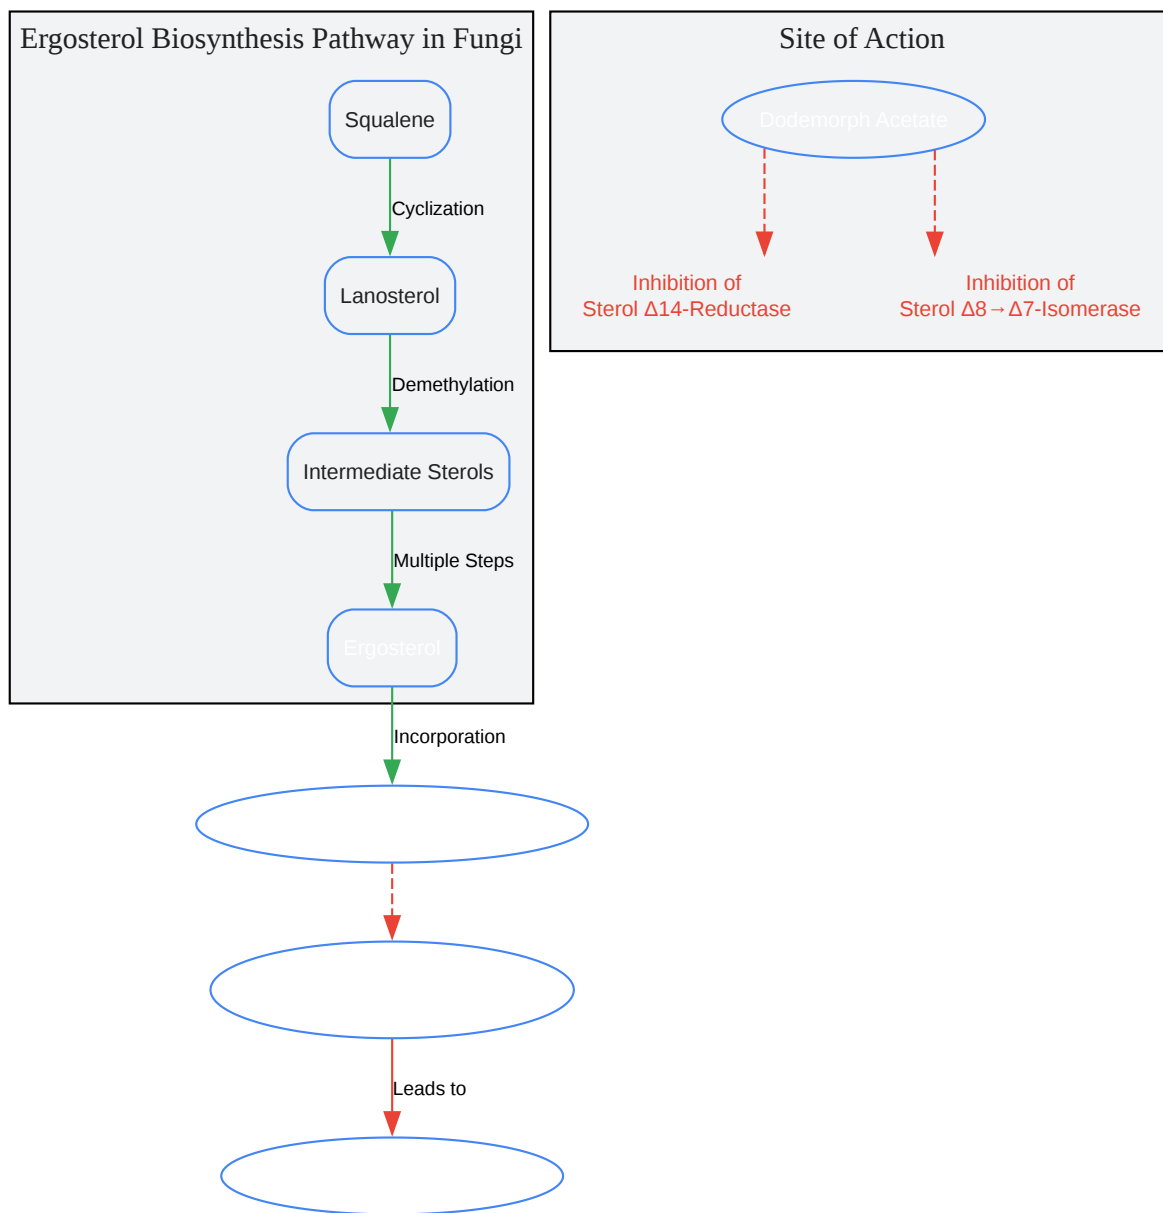 Ergosterol Biosynthesis Pathway in Fungi
Squalene
Cyclization
Lanosterol
Demethylation
Intermediate Sterols
Multiple Steps
Ergosterol
Incorporation
Leads to
Site of Action
Dodemorph Acetate
Inhibition of
Sterol Δ14-Reductase
Inhibition of
Sterol Δ8→Δ7-Isomerase